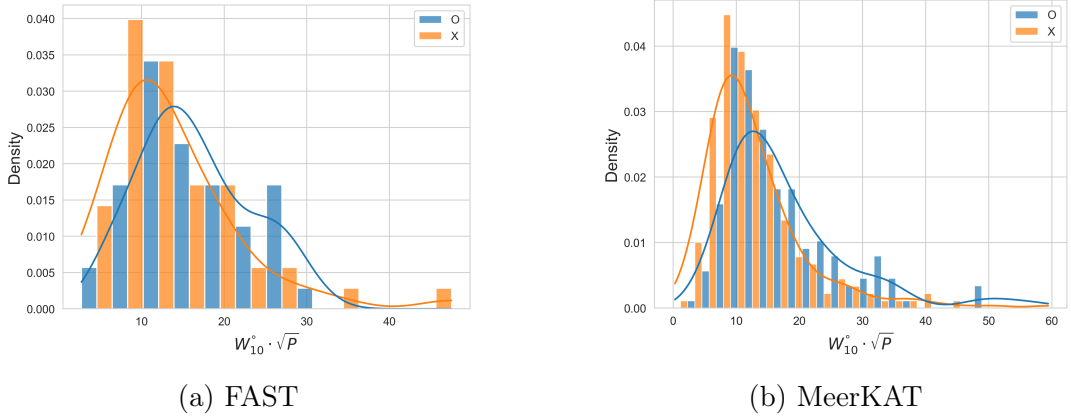 0.040
0.035
0.030
0.025
0.020
0.015
0.010
0.005
0.000
Density
10 20 30 40
W°₁₀ · √P
O
X
(a) FAST
0.04
0.03
0.02
0.01
0.00
Density
0 10 20 30 40 50 60
W°₁₀ · √P
O
X
(b) MeerKAT